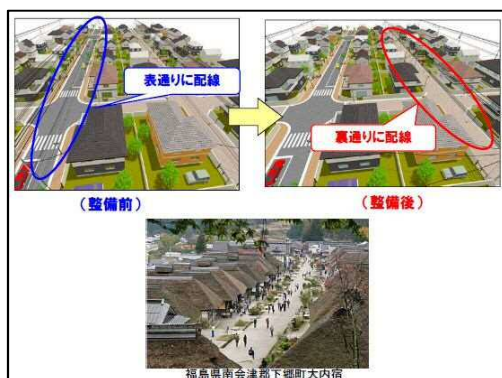 表通りに配線
裏通りに配線
（整備前）
（整備後）
福島県南会津郡下郷町大内宿